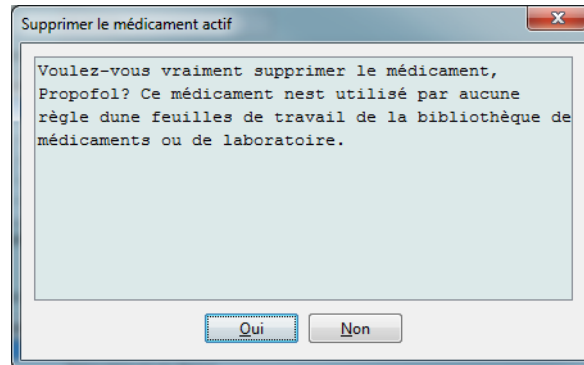 Supprimer le médicament actif
Voulez-vous vraiment supprimer le médicament,
Propofol? Ce médicament nest utilisé par aucune
règle dune feuilles de travail de la bibliothèque de
médicaments ou de laboratoire.
Oui
Non